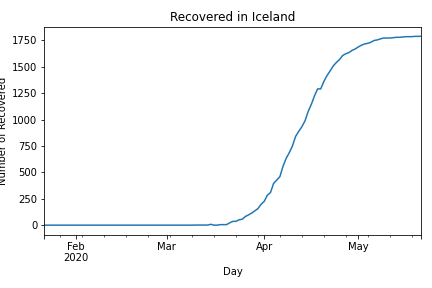 Recovered in Iceland
Number of Recovered
1750
1500
1250
1000
750
500
250
0
Feb
2020
Mar
Apr
May
Day